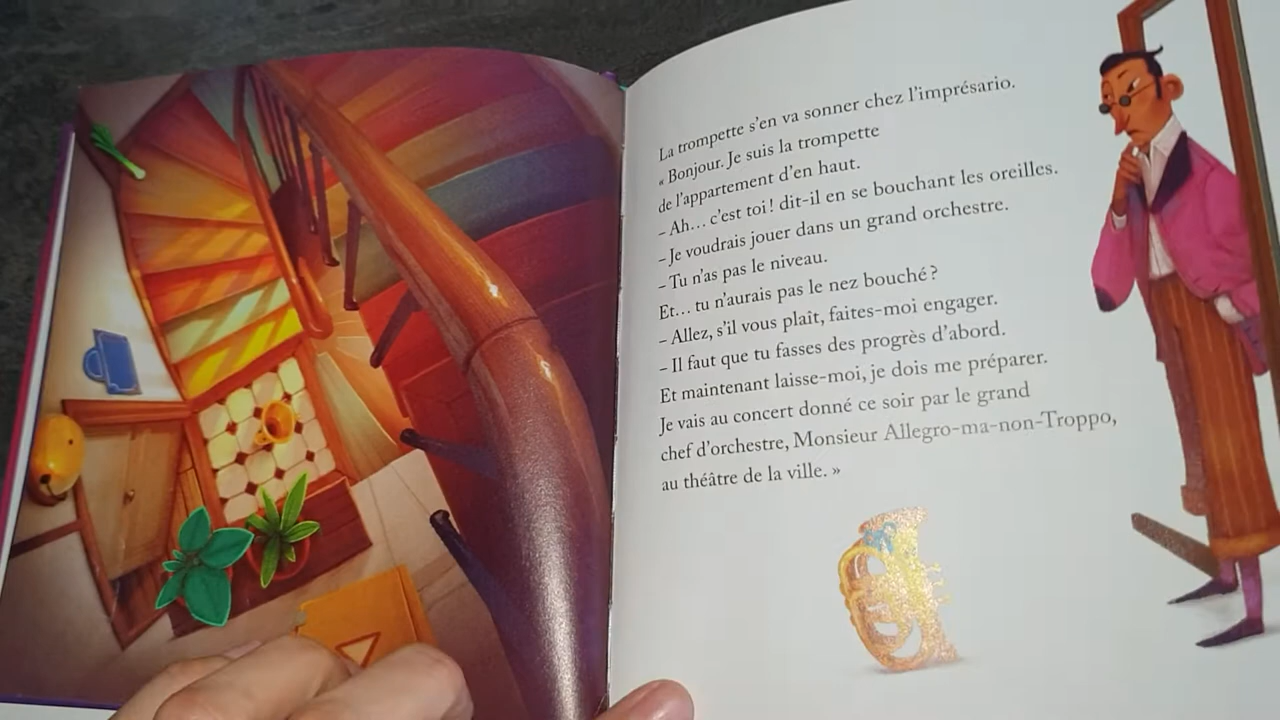 La trompette s'en va sonner chez l'imprésario.
« Bonjour. Je suis la trompette
de l'appartement d'en haut.
– Ah... c'est toi ! dit-il en se bouchant les oreilles.
– Je voudrais jouer dans un grand orchestre.
– Tu n'as pas le niveau.
Et... tu n'aurais pas le nez bouché ?
– Allez, s'il vous plaît, faites-moi engager.
– Il faut que tu fasses des progrès d'abord.
Et maintenant laisse-moi, je dois me préparer.
Je vais au concert donné ce soir par le grand
chef d'orchestre, Monsieur Allegro-ma-non-Troppo,
au théâtre de la ville. »